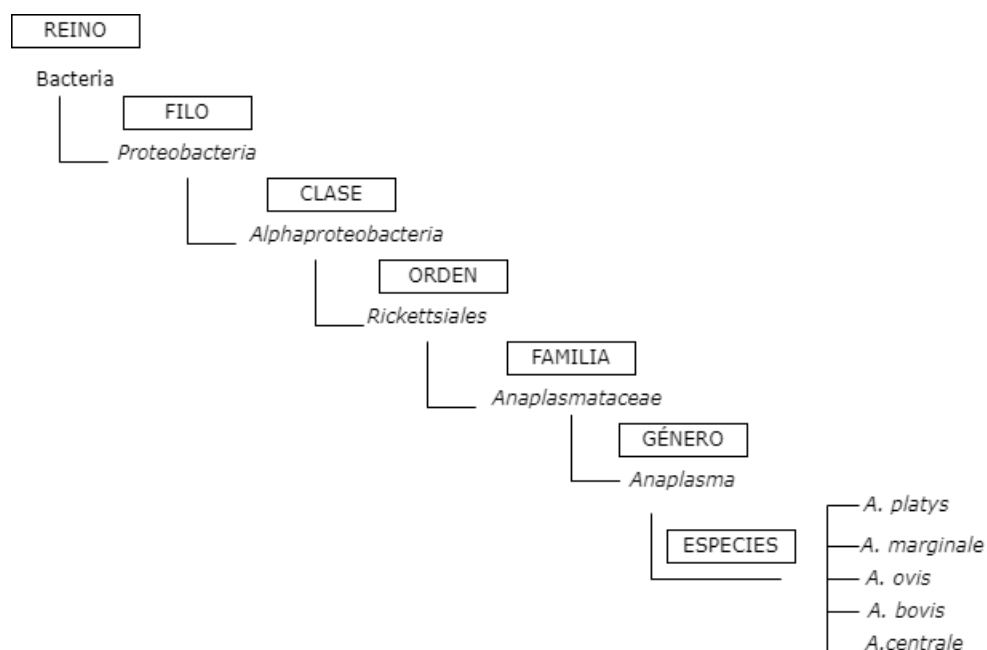 REINO
Bacteria
FILO
Proteobacteria
CLASE
Alphaproteobacteria
ORDEN
Rickettsiales
FAMILIA
Anaplasmataceae
GÉNERO
Anaplasma
ESPECIES
A. platys
A. marginale
A. ovis
A. bovis
A.centrale